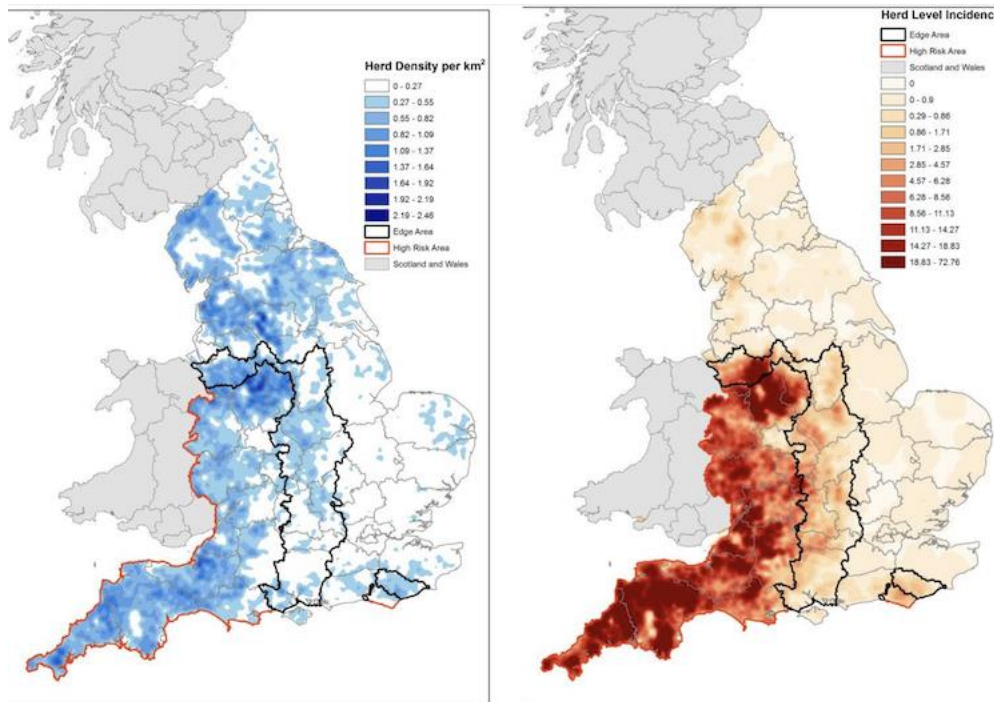 Herd Density per km²
0 - 0.27
0.27 - 0.55
0.55 - 0.82
0.82 - 1.09
1.09 - 1.37
1.37 - 1.64
1.64 - 1.92
1.92 - 2.19
2.19 - 2.46
Edge Area
High Risk Area
Scotland and Wales
Herd Level Incidenc
Edge Area
High Risk Area
Scotland and Wales
0
0 - 0.9
0.29 - 0.86
0.86 - 1.71
1.71 - 2.85
2.85 - 4.57
4.57 - 6.28
6.28 - 8.56
8.56 - 11.13
11.13 - 14.27
14.27 - 18.83
18.83 - 72.76